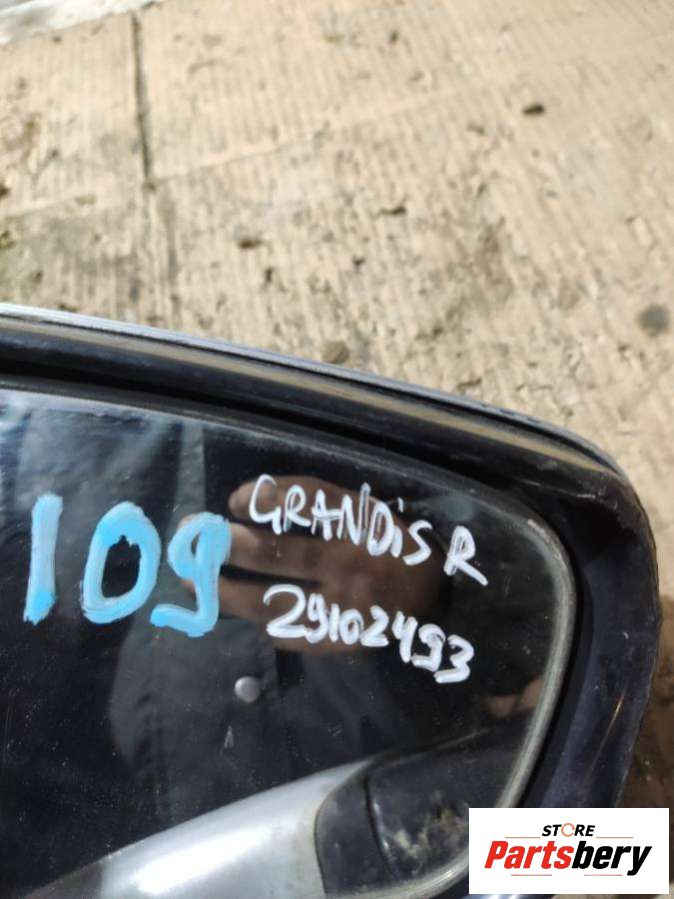 109
GRANDIS R
29102493
STORE
Partsbery